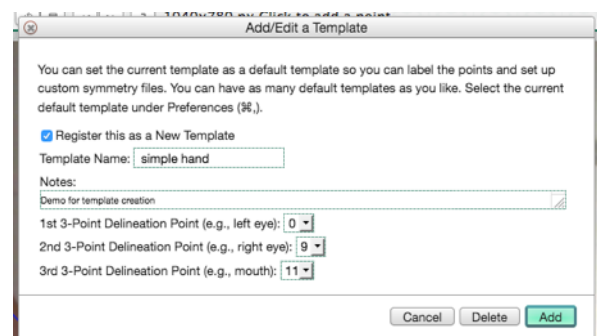 1040x780 px Click to add a point
Add/Edit a Template
You can set the current template as a default template so you can label the points and set up
custom symmetry files. You can have as many default templates as you like. Select the current
default template under Preferences (⌘,).
Register this as a New Template
Template Name: simple hand
Notes:
Demo for template creation
1st 3-Point Delineation Point (e.g., left eye): 0
2nd 3-Point Delineation Point (e.g., right eye): 9
3rd 3-Point Delineation Point (e.g., mouth): 11
Cancel Delete Add